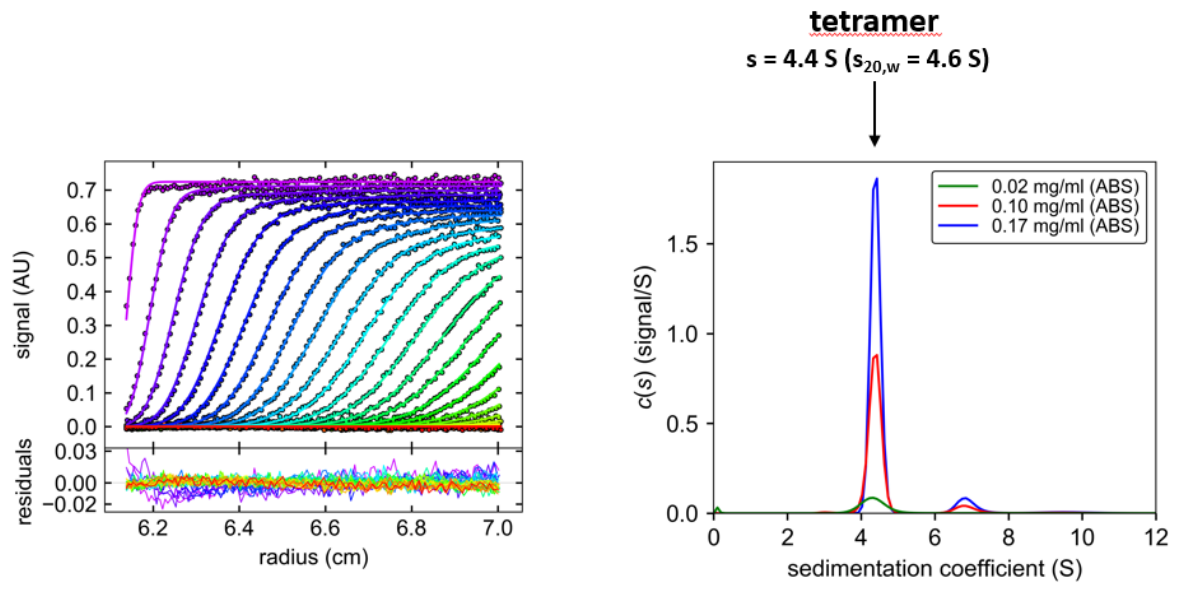 tetramer
s = 4.4 S (s20,w = 4.6 S)
signal (AU)
0.7
0.6
0.5
0.4
0.3
0.2
0.1
0.0
residuals
0.03
0.00
−0.02
6.2 6.4 6.6 6.8 7.0
radius (cm)
c(s) (signal/S)
1.5
1.0
0.5
0.0
0.02 mg/ml (ABS)
0.10 mg/ml (ABS)
0.17 mg/ml (ABS)
0 2 4 6 8 10 12
sedimentation coefficient (S)